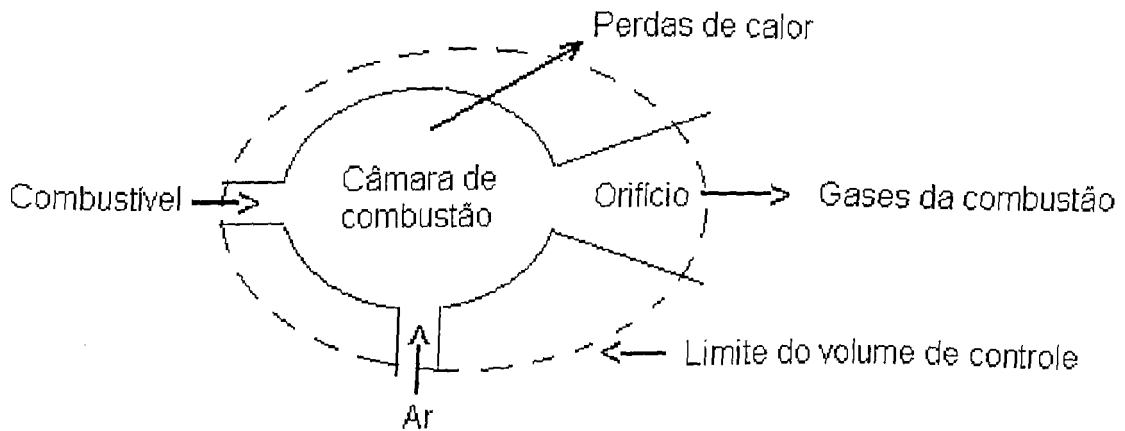 Perdas de calor
Combustível
Câmara de
combustão
Orifício
Gases da combustão
Limite do volume de controle
Ar